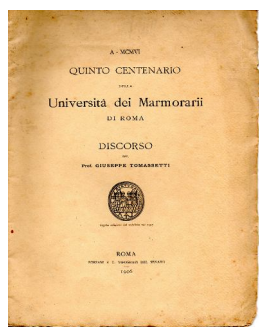 A - MCMVI
QUINTO CENTENARIO
DELLA
Università dei Marmorarii
DI ROMA
DISCORSO
DEL
Prof. GIUSEPPE TOMASSETTI
ROMA
1906